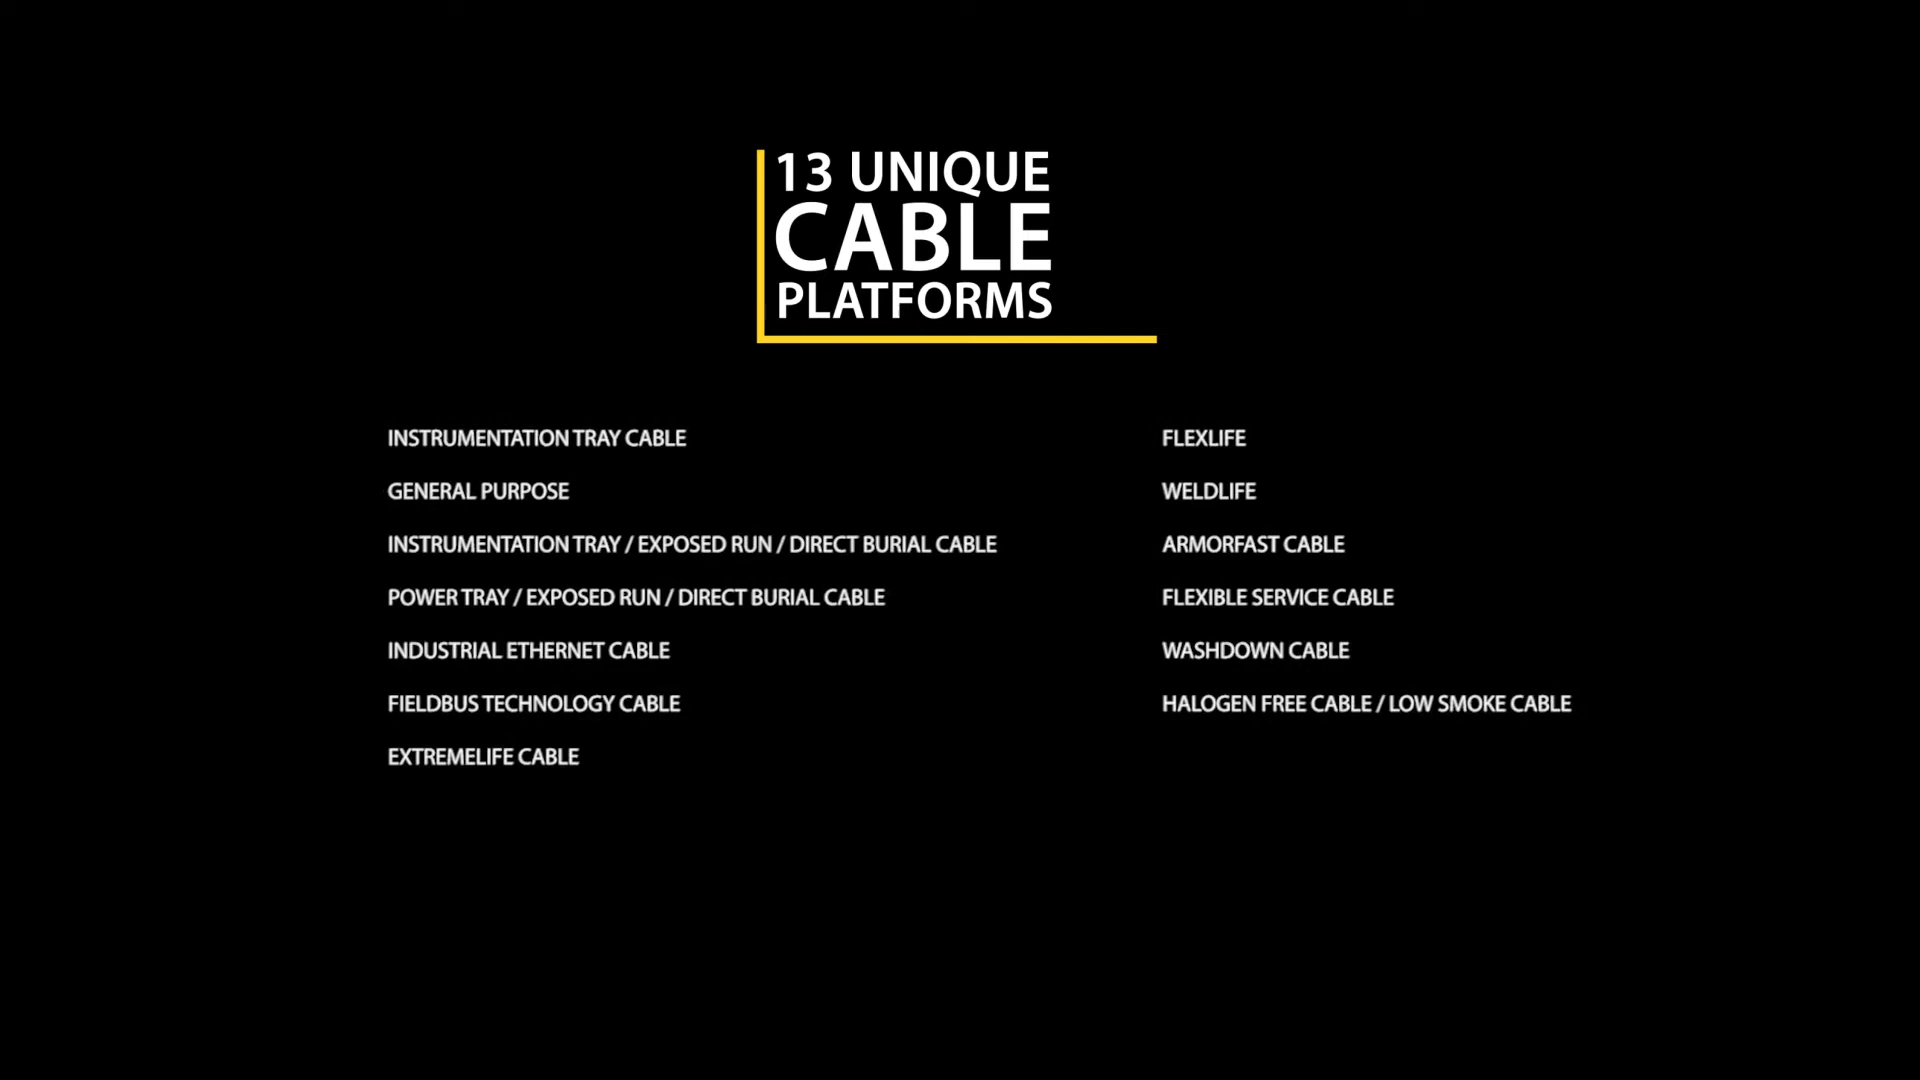 13 UNIQUE
CABLE
PLATFORMS
INSTRUMENTATION TRAY CABLE
GENERAL PURPOSE
INSTRUMENTATION TRAY / EXPOSED RUN / DIRECT BURIAL CABLE
POWER TRAY / EXPOSED RUN / DIRECT BURIAL CABLE
INDUSTRIAL ETHERNET CABLE
FIELDBUS TECHNOLOGY CABLE
EXTREMELIFE CABLE
FLEXLIFE
WELDLIFE
ARMORFAST CABLE
FLEXIBLE SERVICE CABLE
WASHDOWN CABLE
HALOGEN FREE CABLE / LOW SMOKE CABLE